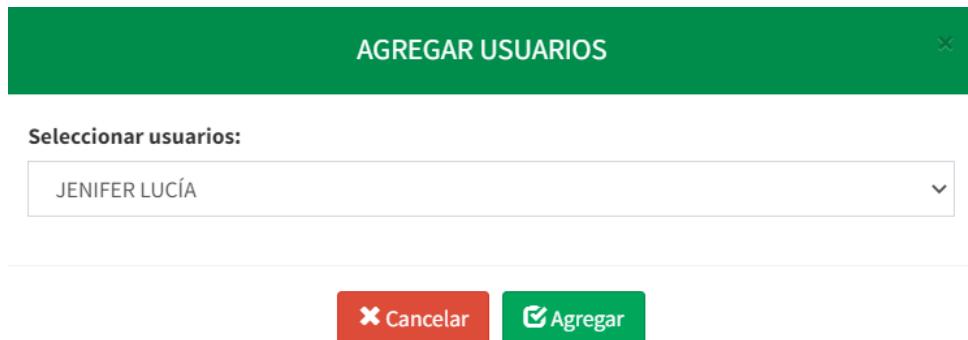 AGREGAR USUARIOS
Seleccionar usuarios:
JENIFER LUCÍA
Cancelar Agregar